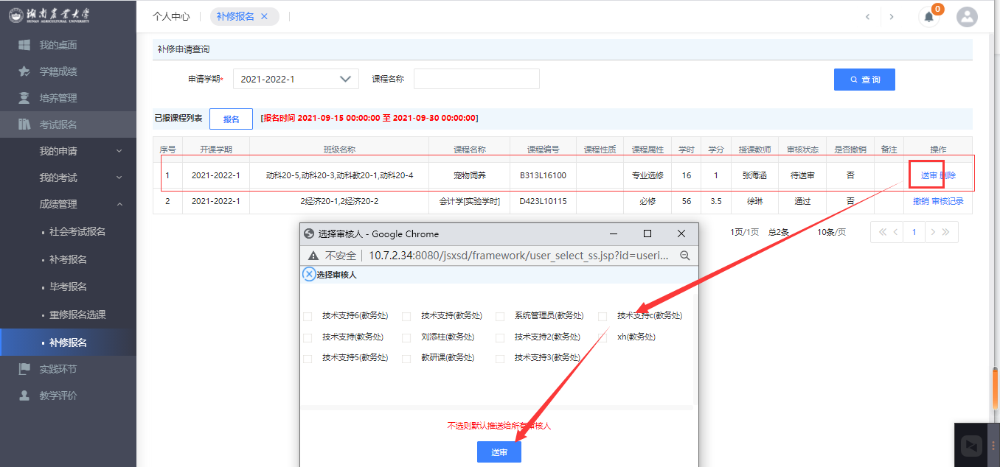 湖南农业大学
HUNAN AGRICULTURAL UNIVERSITY
个人中心
补修报名 ×
0
我的桌面
学籍成绩
培养管理
考试报名
我的申请
我的考试
成绩管理
社会考试报名
补考报名
毕考报名
重修报名选课
补修报名
实践环节
教学评价
补修申请查询
申请学期* 2021-2022-1 课程名称 查询
已报课程列表 报名 [报名时间 2021-09-15 00:00:00 至 2021-09-30 00:00:00]
序号 开课学期 班级名称 课程名称 课程编号 课程性质 课程属性 学时 学分 授课教师 审核状态 是否撤销 备注 操作
1 2021-2022-1 动科20-5,动科20-3,动科教20-1,动科20-4 宠物饲养 B313L16100 专业选修 16 1 张海涵 待送审 否 送审 删除
2 2021-2022-1 2经济20-1,2经济20-2 会计学[实验学时] D423L10115 必修 56 3.5 徐琳 通过 否 撤销 审核记录
1页/1页 总2条 10条/页 1
选择审核人 - Google Chrome
不安全 10.7.2.34:8080/jsxsd/framework/user_select_ss.jsp?id=useri...
选择审核人
技术支持6(教务处) 技术支持(教务处) 系统管理员(教务处) 技术支持c(教务处)
技术支持(教务处) 刘添柱(教务处) 技术支持2(教务处) xh(教务处)
技术支持5(教务处) 教研课(教务处) 技术支持3(教务处)
不选则默认推送给所有审核人
送审